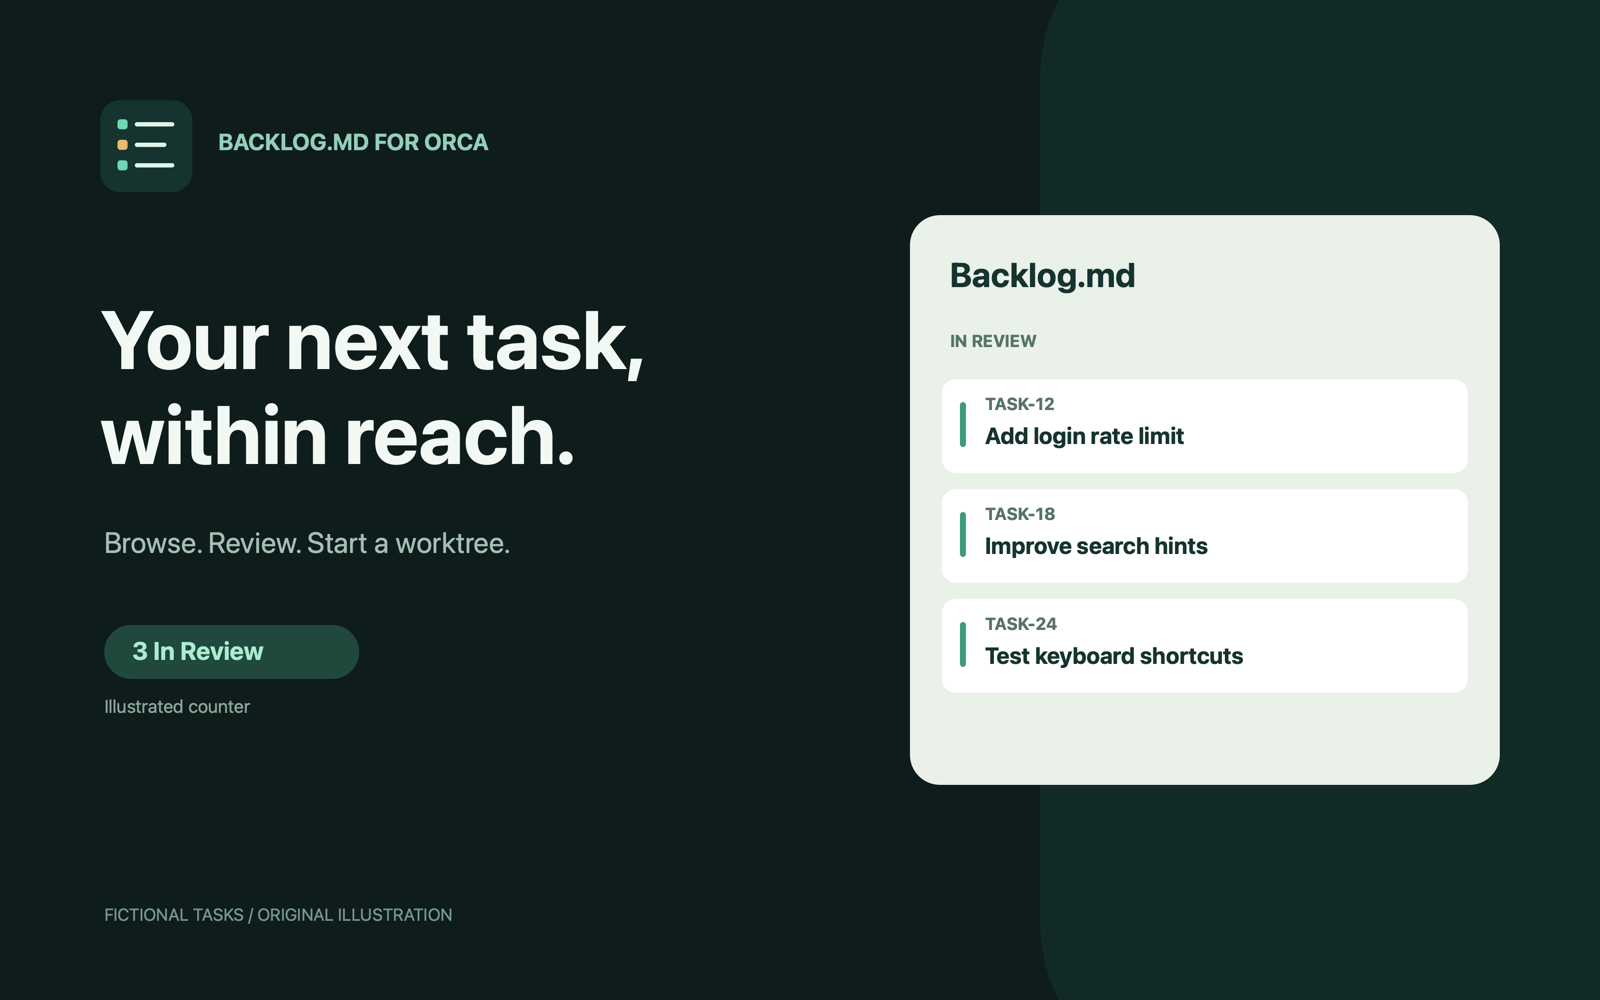 BACKLOG.MD FOR ORCA
Your next task,
within reach.
Browse. Review. Start a worktree.
3 In Review
Illustrated counter
FICTIONAL TASKS / ORIGINAL ILLUSTRATION
Backlog.md
IN REVIEW
TASK-12
Add login rate limit
TASK-18
Improve search hints
TASK-24
Test keyboard shortcuts